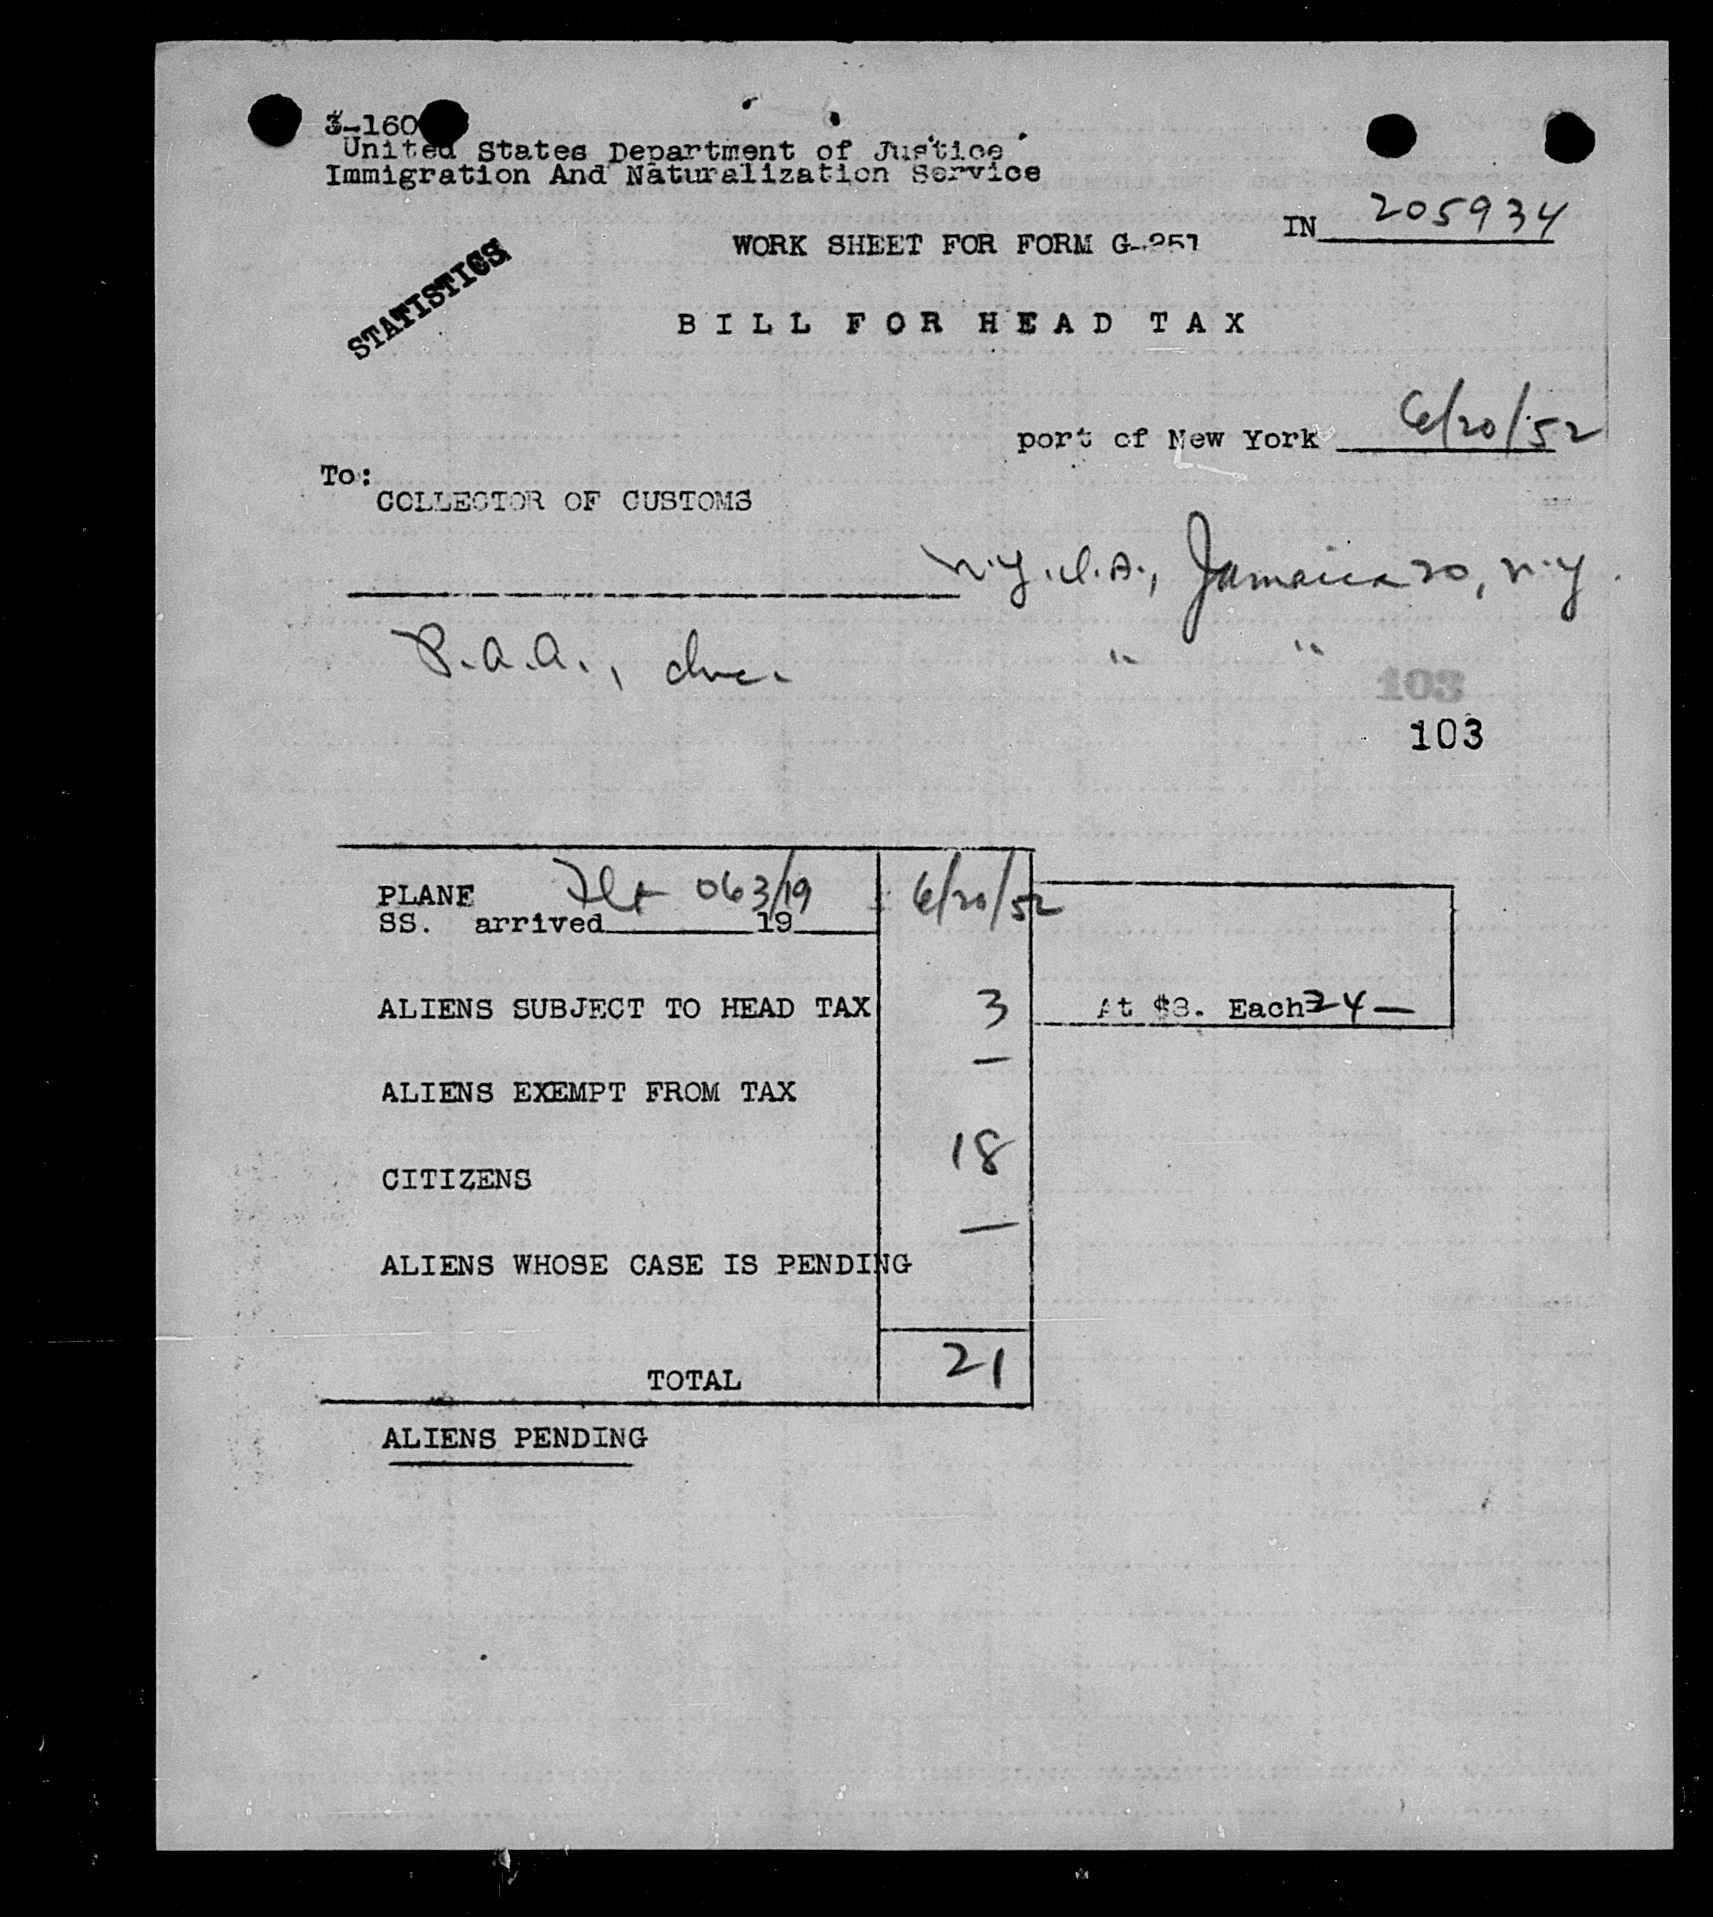 3-160
United States Department of Justice
Immigration And Naturalization Service
IN 205934
WORK SHEET FOR FORM G-251
STATISTICS
BILL FOR HEAD TAX
port of New York 6/20/52
To:
COLLECTOR OF CUSTOMS
N.Y.I.A., Jamaica 20, N.Y.
P.A.A., Inc. " "
103
103
PLANE Flt 063/19 6/20/52
SS. arrived 19
ALIENS SUBJECT TO HEAD TAX 3 At $8. Each 24 —
ALIENS EXEMPT FROM TAX —
CITIZENS 18
ALIENS WHOSE CASE IS PENDING —
TOTAL 21
ALIENS PENDING